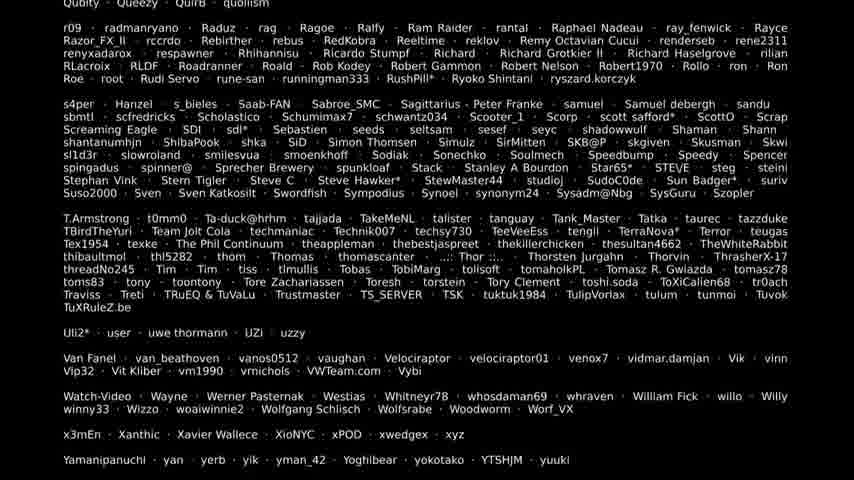 Qubity · Queezy · QuirB · quollism
r09 · radmanryano · Raduz · rag · Ragoe · Ralfy · Ram Raider · rantal · Raphael Nadeau · ray_fenwick · Rayce
Razor_FX_II · rccrdo · Rebirther · rebus · RedKobra · Reeltime · reklov · Remy Octavian Cucui · renderseb · rene2311
renyxadarox · respawner · Rhihannisu · Ricardo Stumpf · Richard · Richard Grotkier II · Richard Haselgrove · rilian
RLacroix · RLDF · Roadranner · Roald · Rob Kodey · Robert Gammon · Robert Nelson · Robert1970 · Rollo · ron · Ron
Roe · root · Rudi Servo · rune-san · runningman333 · RushPill* · Ryoko Shintani · ryszard.korczyk
s4per · Hanzel · s_bieles · Saab-FAN · Sabroe_SMC · Sagittarius - Peter Franke · samuel · Samuel debergh · sandu
sbmtl · scfredricks · Scholastico · Schumimax7 · schwantz034 · Scooter_1 · Scorp · scott safford* · ScottO · Scrap
Screaming Eagle · SDI · sdl* · Sebastien · seeds · seltsam · sesef · seyc · shadowwulf · Shaman · Shann
shantanumhjn · ShibaPook · shka · SiD · Simon Thomsen · Simulz · SirMitten · SKB@P · skgiven · Skusman · Skwi
sl1d3r · slowroland · smilesvua · smoenkhoff · Sodiak · Sonechko · Soulmech · Speedbump · Speedy · Spencer
spingadus · spinner@ · Sprecher Brewery · spunkloaf · Stack · Stanley A Bourdon · Star65* · STE\/E · steg · steini
Stephan Vink · Stern Tigler · Steve C · Steve Hawker* · StewMaster44 · studioj · SudoC0de · Sun Badger* · suriv
Suso2000 · Sven · Sven Katkosilt · Swordfish · Sympodius · Synoel · synonym24 · Sysadm@Nbg · SysGuru · Szopler
T.Armstrong · t0mm0 · Ta-duck@hrhm · tajjada · TakeMeNL · talister · tanguay · Tank_Master · Tatka · taurec · tazzduke
TBirdTheYuri · Team Jolt Cola · techmaniac · Technik007 · techsy730 · TeeVeeEss · tengli · TerraNova* · Terror · teugas
Tex1954 · texke · The Phil Continuum · theappleman · thebestjaspreet · thekillerchicken · thesultan4662 · TheWhiteRabbit
thibaultmol · thl5282 · thom · Thomas · thomascanter · ..:: Thor ::.. · Thorsten Jurgahn · Thorvin · ThrasherX-17
threadNo245 · Tim · Tim · tiss · tlmullis · Tobas · TobiMarg · tolisoft · tomaholkPL · Tomasz R. Gwiazda · tomasz78
toms83 · tony · toontony · Tore Zachariassen · Toresh · torstein · Tory Clement · toshi.soda · ToXiCallen68 · tr0ach
Traviss · Treti · TRuEQ & TuVaLu · Trustmaster · TS_SERVER · TSK · tuktuk1984 · TulipVorlax · tulum · tunmoi · Tuvok
TuXRuleZ.be
Uli2* · user · uwe thormann · UZi · uzzy
Van Fanel · van_beathoven · vanos0512 · vaughan · Velociraptor · velociraptor01 · venox7 · vidmar.damjan · Vik · vinn
Vip32 · Vit Kliber · vm1990 · vrnichols · VWTeam.com · Vybi
Watch-Video · Wayne · Werner Pasternak · Westias · Whitneyr78 · whosdaman69 · whraven · William Fick · willo · Willy
winny33 · Wizzo · woaiwinnie2 · Wolfgang Schlisch · Wolfsrabe · Woodworm · Worf_VX
x3mEn · Xanthic · Xavier Wallece · XioNYC · xPOD · xwedgex · xyz
Yamanipanuchi · yan · yerb · yik · yman_42 · Yoghibear · yokotako · YTSHJM · yuuki